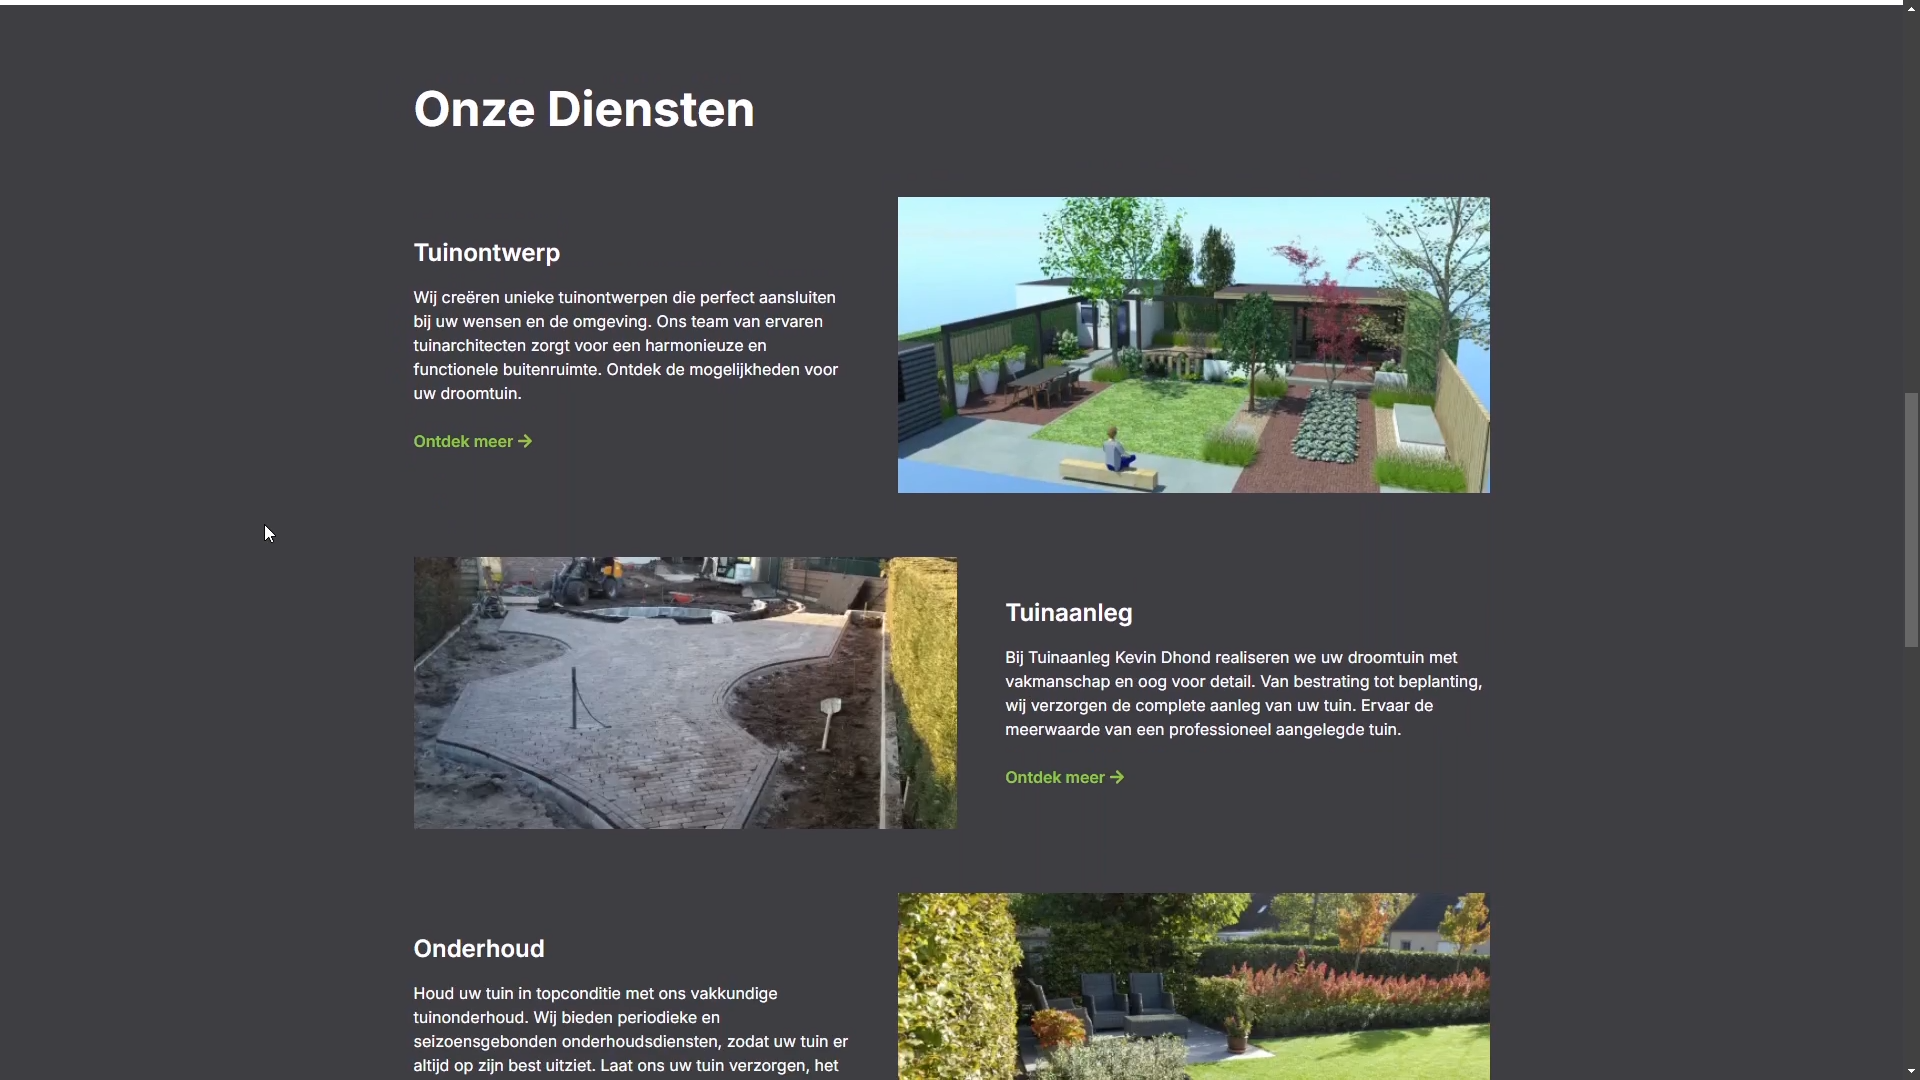 Onze Diensten
Tuinontwerp
Wij creëren unieke tuinontwerpen die perfect aansluiten
bij uw wensen en de omgeving. Ons team van ervaren
tuinarchitecten zorgt voor een harmonieuze en
functionele buitenruimte. Ontdek de mogelijkheden voor
uw droomtuin.
Ontdek meer →
Tuinaanleg
Bij Tuinaanleg Kevin Dhond realiseren we uw droomtuin met
vakmanschap en oog voor detail. Van bestrating tot beplanting,
wij verzorgen de complete aanleg van uw tuin. Ervaar de
meerwaarde van een professioneel aangelegde tuin.
Ontdek meer →
Onderhoud
Houd uw tuin in topconditie met ons vakkundige
tuinonderhoud. Wij bieden periodieke en
seizoensgebonden onderhoudsdiensten, zodat uw tuin er
altijd op zijn best uitziet. Laat ons uw tuin verzorgen, het